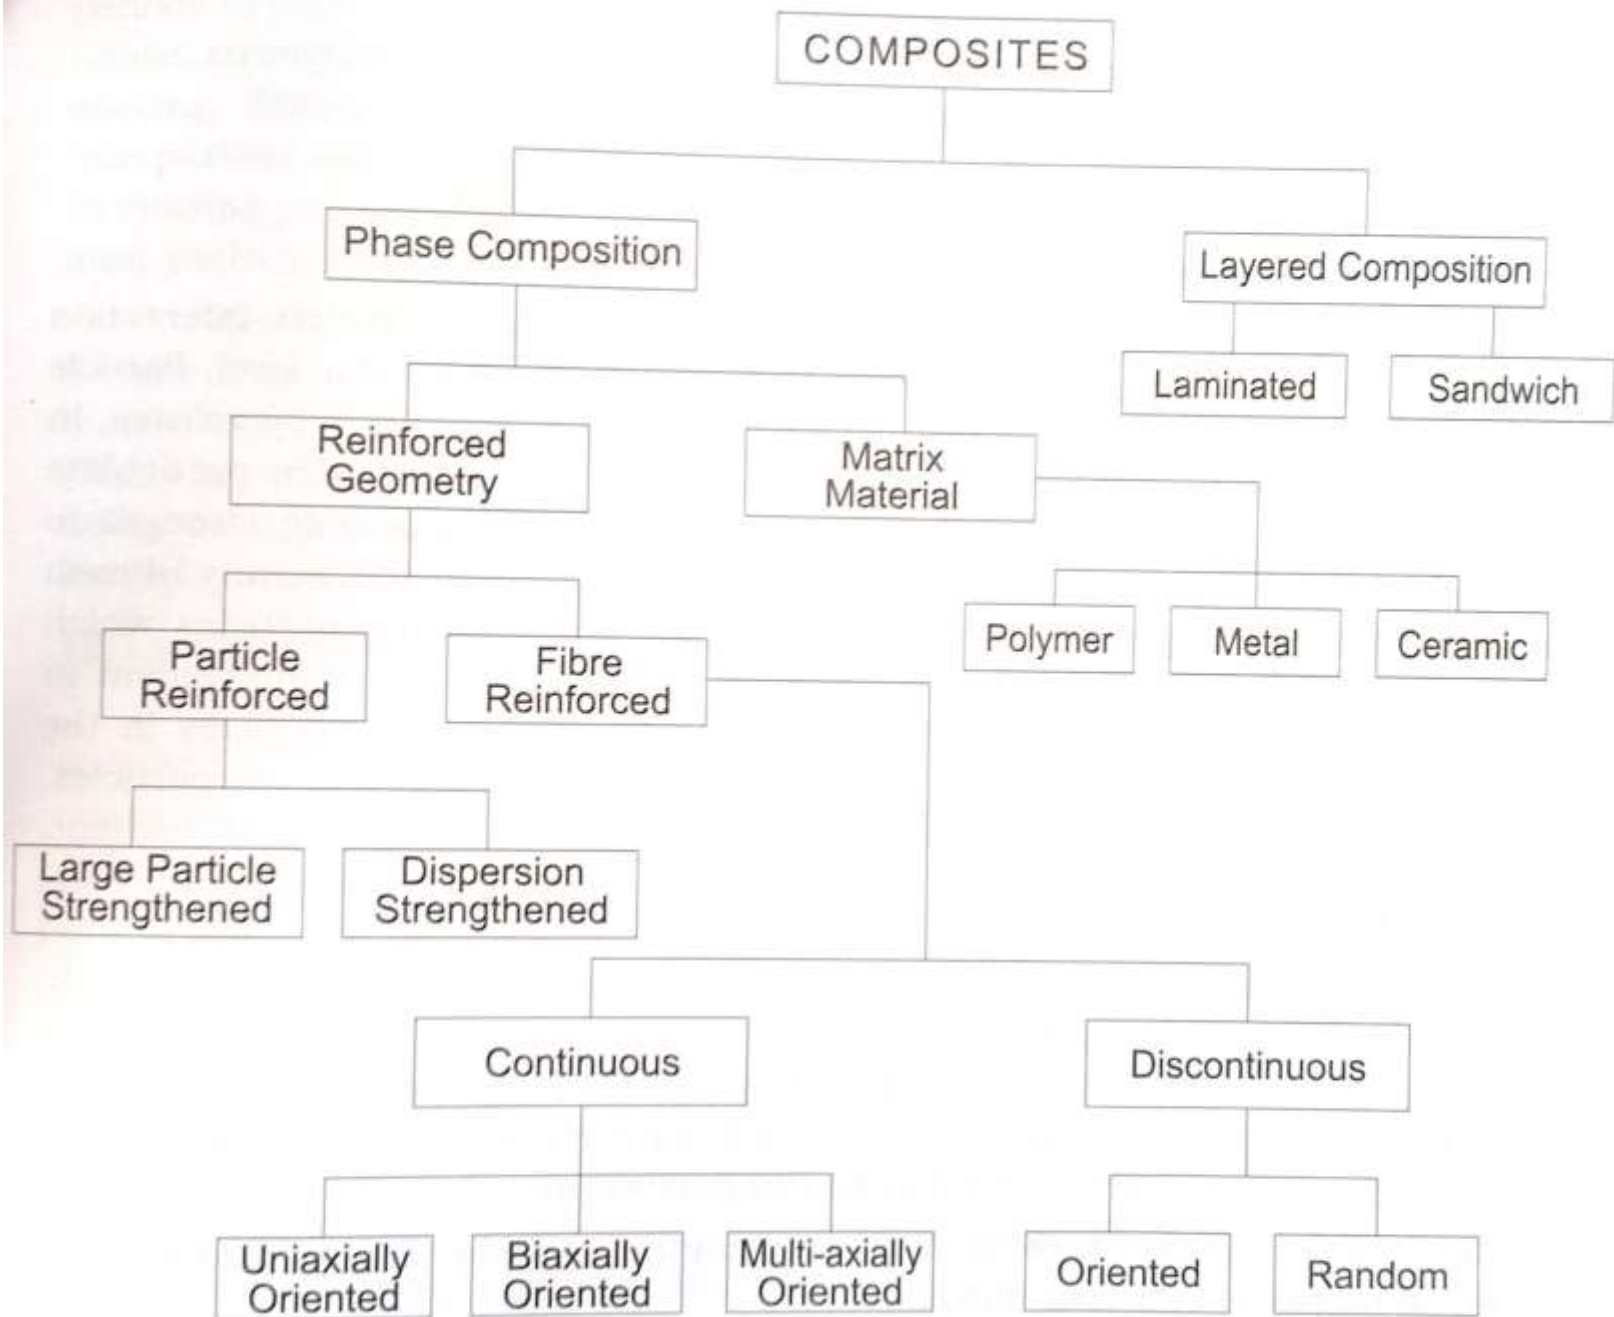 COMPOSITES
Phase Composition
Layered Composition
Laminated
Sandwich
Reinforced
Geometry
Matrix
Material
Polymer
Metal
Ceramic
Particle
Reinforced
Fibre
Reinforced
Large Particle
Strengthened
Dispersion
Strengthened
Continuous
Discontinuous
Uniaxially
Oriented
Biaxially
Oriented
Multi-axially
Oriented
Oriented
Random